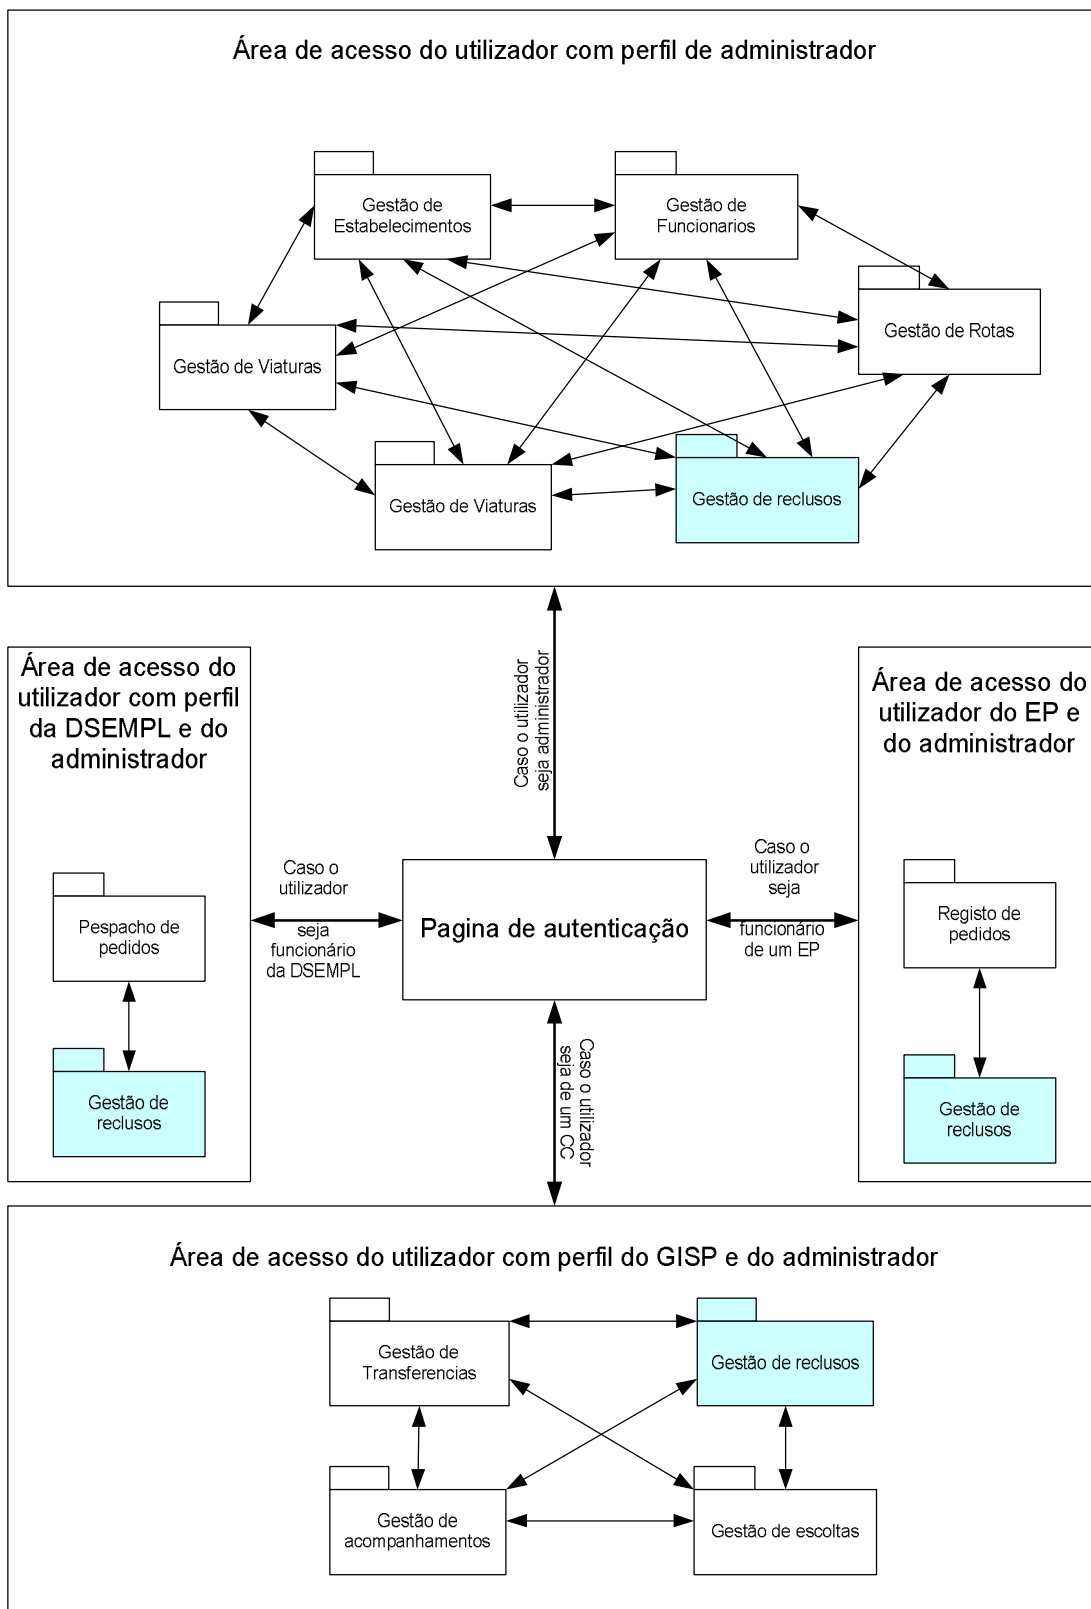 Área de acesso do utilizador com perfil de administrador
Gestão de
Estabelecimentos
Gestão de
Funcionarios
Gestão de Rotas
Gestão de Viaturas
Gestão de Viaturas
Gestão de reclusos
Caso o utilizador
seja administrador
Área de acesso do
utilizador com perfil
da DSEMPL e do
administrador
Pespacho de
pedidos
Gestão de
reclusos
Caso o
utilizador
seja
funcionário
da DSEMPL
Pagina de autenticação
Caso o
utilizador
seja
funcionário
de um EP
Área de acesso do
utilizador do EP e
do administrador
Registo de
pedidos
Gestão de
reclusos
Caso o utilizador
seja de um CC
Área de acesso do utilizador com perfil do GISP e do administrador
Gestão de
Transferencias
Gestão de reclusos
Gestão de
acompanhamentos
Gestão de escoltas